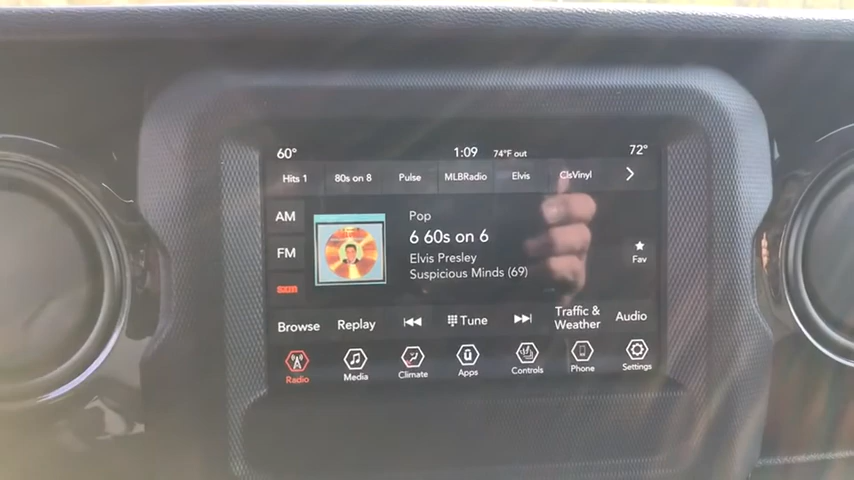 60° 1:09 74°F out 72°
Hits 1 80s on 8 Pulse MLBRadio Elvis ClsVinyl
AM
FM
Pop
6 60s on 6
Elvis Presley
Suspicious Minds (69)
Fav
Browse Replay Tune Traffic & Weather Audio
Radio Media Climate Apps Controls Phone Settings